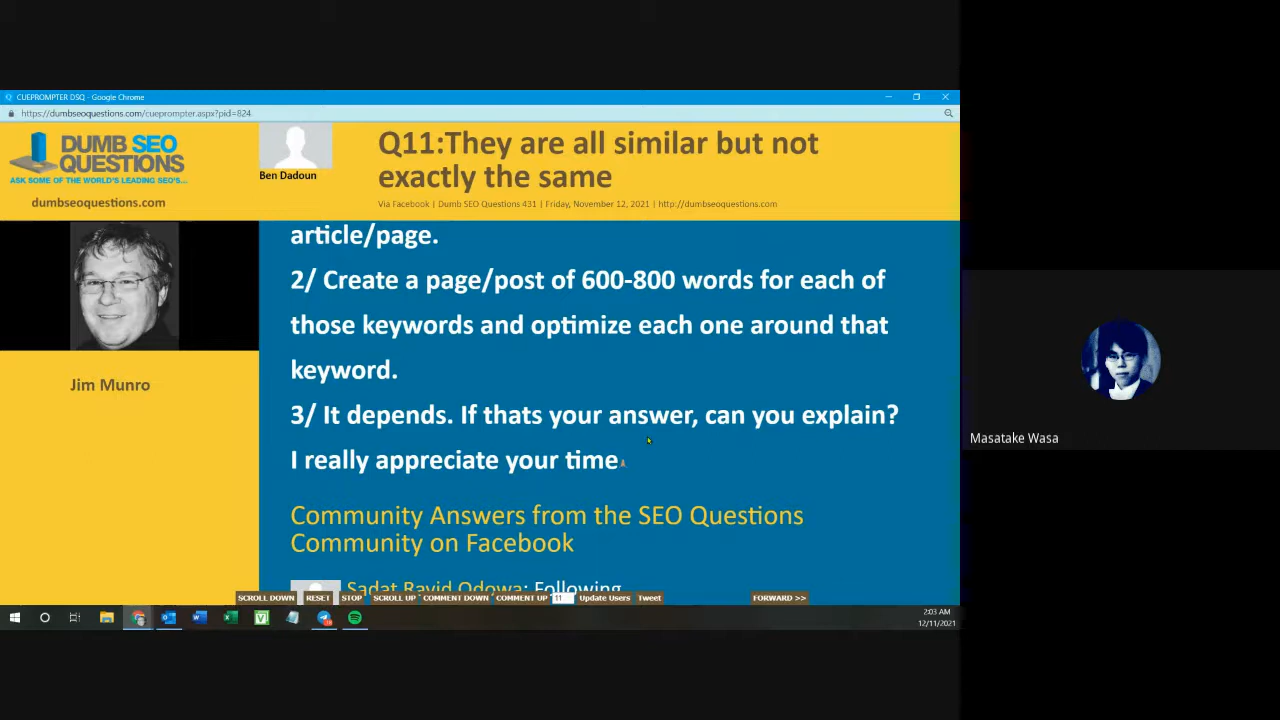 CUEPROMPTER DSQ - Google Chrome
https://dumbseoquestions.com/cueprompter.aspx?pid=824
DUMB SEO
QUESTIONS
ASK SOME OF THE WORLD'S LEADING SEO'S...
dumbseoquestions.com
Ben Dadoun
Q11:They are all similar but not
exactly the same
Via Facebook | Dumb SEO Questions 431 | Friday, November 12, 2021 | http://dumbseoquestions.com
Jim Munro
article/page.
2/ Create a page/post of 600-800 words for each of
those keywords and optimize each one around that
keyword.
3/ It depends. If thats your answer, can you explain?
I really appreciate your time
Community Answers from the SEO Questions
Community on Facebook
Sadat Rayid Odowa: Following
SCROLL DOWN RESET STOP SCROLL UP COMMENT DOWN COMMENT UP 11 Update Users Tweet FORWARD >>
2:03 AM
12/11/2021
Masatake Wasa